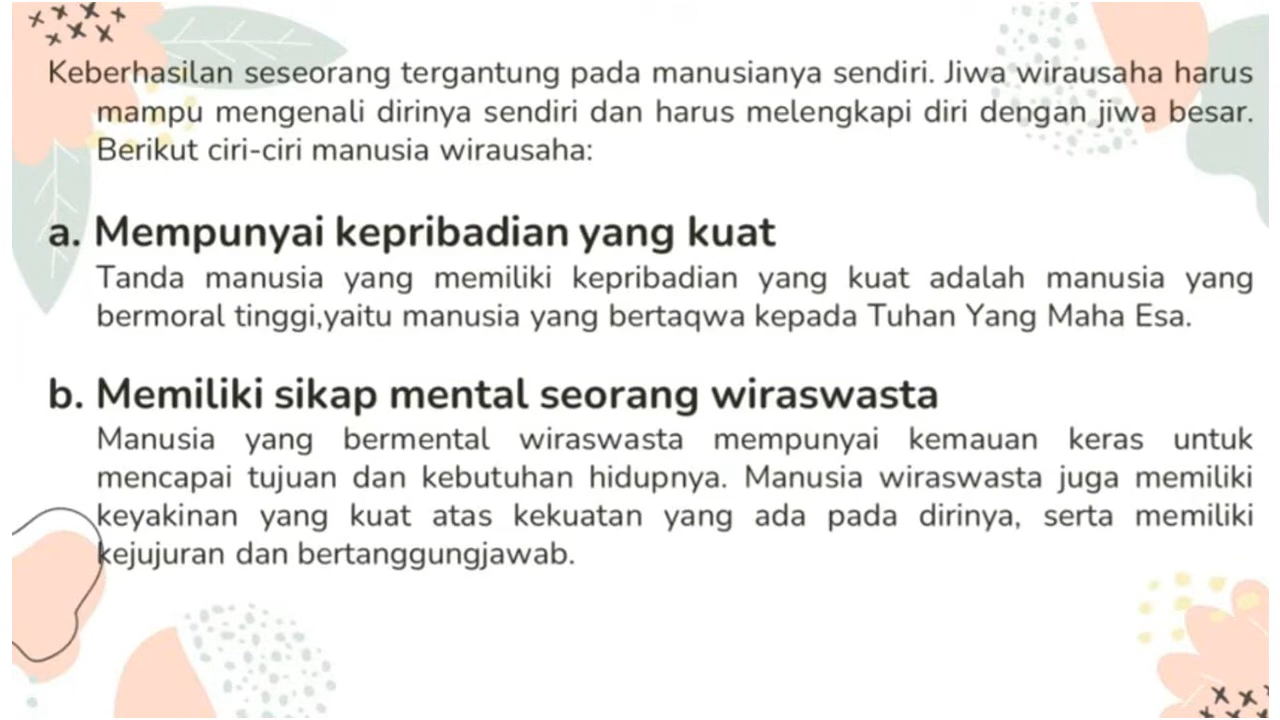 Keberhasilan seseorang tergantung pada manusianya sendiri. Jiwa wirausaha harus
mampu mengenali dirinya sendiri dan harus melengkapi diri dengan jiwa besar.
Berikut ciri-ciri manusia wirausaha:
a. Mempunyai kepribadian yang kuat
Tanda manusia yang memiliki kepribadian yang kuat adalah manusia yang
bermoral tinggi,yaitu manusia yang bertaqwa kepada Tuhan Yang Maha Esa.
b. Memiliki sikap mental seorang wiraswasta
Manusia yang bermental wiraswasta mempunyai kemauan keras untuk
mencapai tujuan dan kebutuhan hidupnya. Manusia wiraswasta juga memiliki
keyakinan yang kuat atas kekuatan yang ada pada dirinya, serta memiliki
kejujuran dan bertanggungjawab.